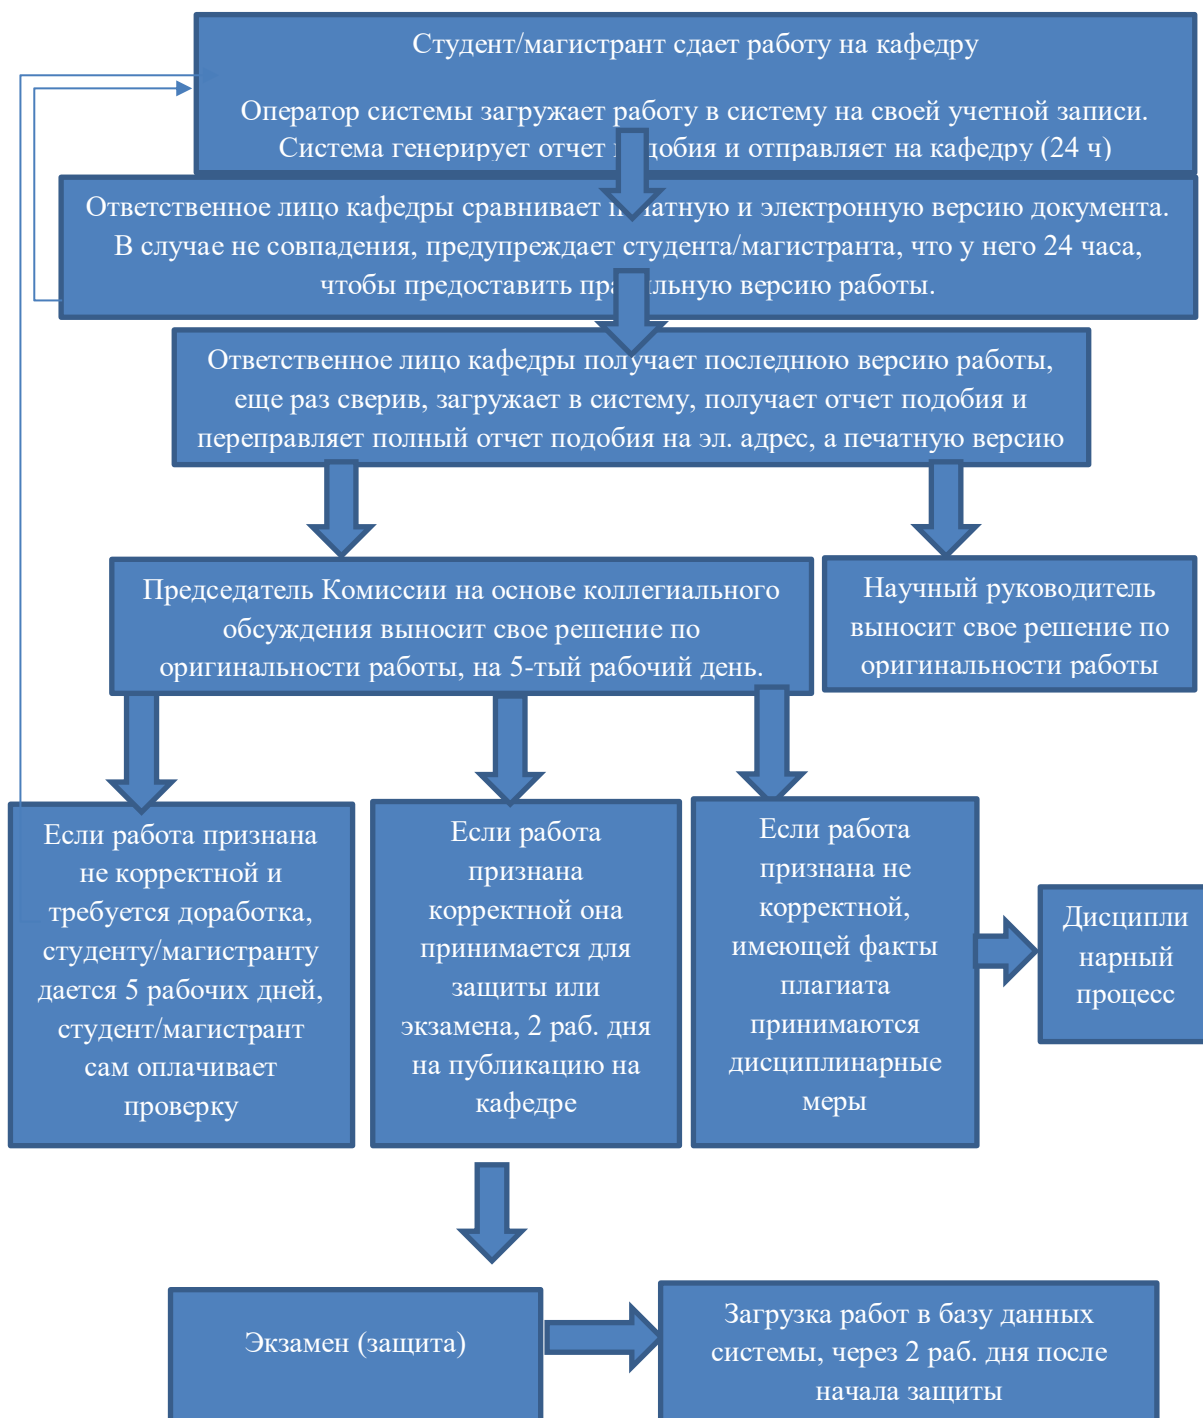 Студент/магистрант сдает работу на кафедру
Оператор системы загружает работу в систему на своей учетной записи.
Система генерирует отчет подобия и отправляет на кафедру (24 ч)
Ответственное лицо кафедры сравнивает печатную и электронную версию документа.
В случае не совпадения, предупреждает студента/магистранта, что у него 24 часа,
чтобы предоставить правильную версию работы.
Ответственное лицо кафедры получает последнюю версию работы,
еще раз сверив, загружает в систему, получает отчет подобия и
переправляет полный отчет подобия на эл. адрес, а печатную версию
Председатель Комиссии на основе коллегиального
обсуждения выносит свое решение по
оригинальности работы, на 5-тый рабочий день.
Научный руководитель
выносит свое решение по
оригинальности работы
Если работа признана
не корректной и
требуется доработка,
студенту/магистранту
дается 5 рабочих дней,
студент/магистрант
сам оплачивает
проверку
Если работа
признана
корректной она
принимается для
защиты или
экзамена, 2 раб. дня
на публикацию на
кафедре
Если работа
признана не
корректной,
имеющей факты
плагиата
принимаются
дисциплинарные
меры
Дисципли
нарный
процесс
Экзамен (защита)
Загрузка работ в базу данных
системы, через 2 раб. дня после
начала защиты